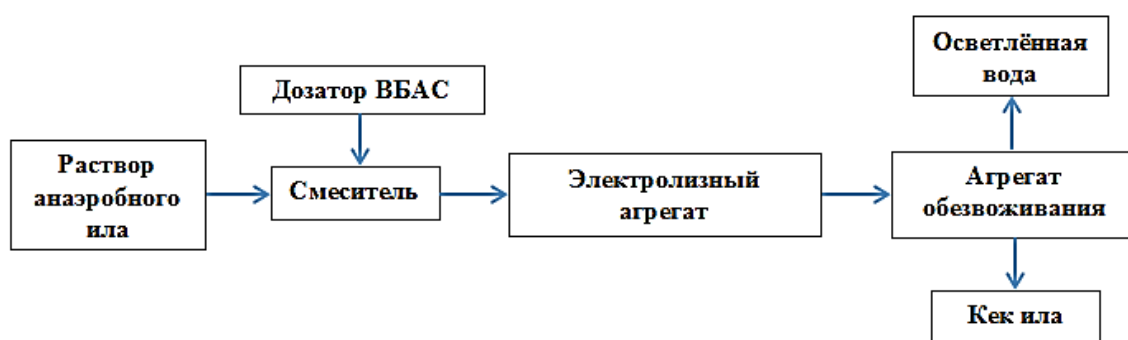 Осветлённая
вода
Дозатор ВБАС
Раствор
анаэробного
ила
Смеситель
Электролизный
агрегат
Агрегат
обезвоживания
Кек ила